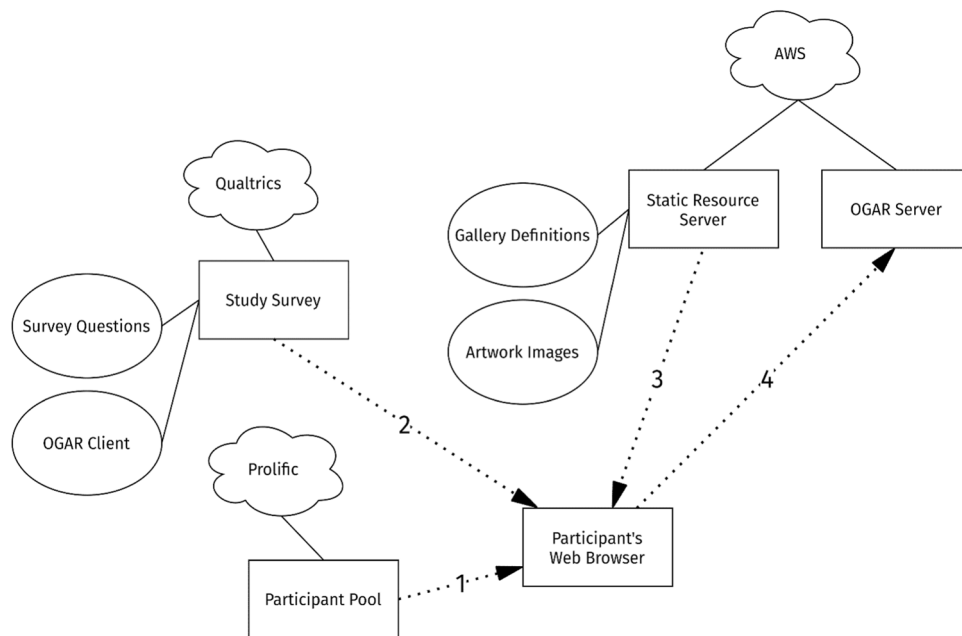 AWS
Qualtrics
Static Resource
Server
OGAR Server
Gallery Definitions
Study Survey
Survey Questions
Artwork Images
3
4
2
OGAR Client
Prolific
Participant's
Web Browser
1
Participant Pool